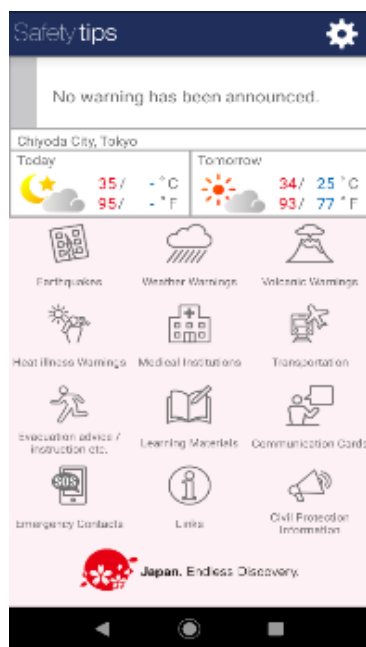 Safety tips
No warning has been announced.
Chiyoda City, Tokyo
Today
35/ - °C
95/ - °F
Tomorrow
34/ 25 °C
93/ 77 °F
Earthquakes
Weather Warnings
Volcanic Warnings
Heat illness Warnings
Medical Institutions
Transportation
Evacuation advice /
instruction etc.
Learning Materials
Communication Cards
SOS
Emergency Contacts
Links
Civil Protection
Information
Japan. Endless Discovery.